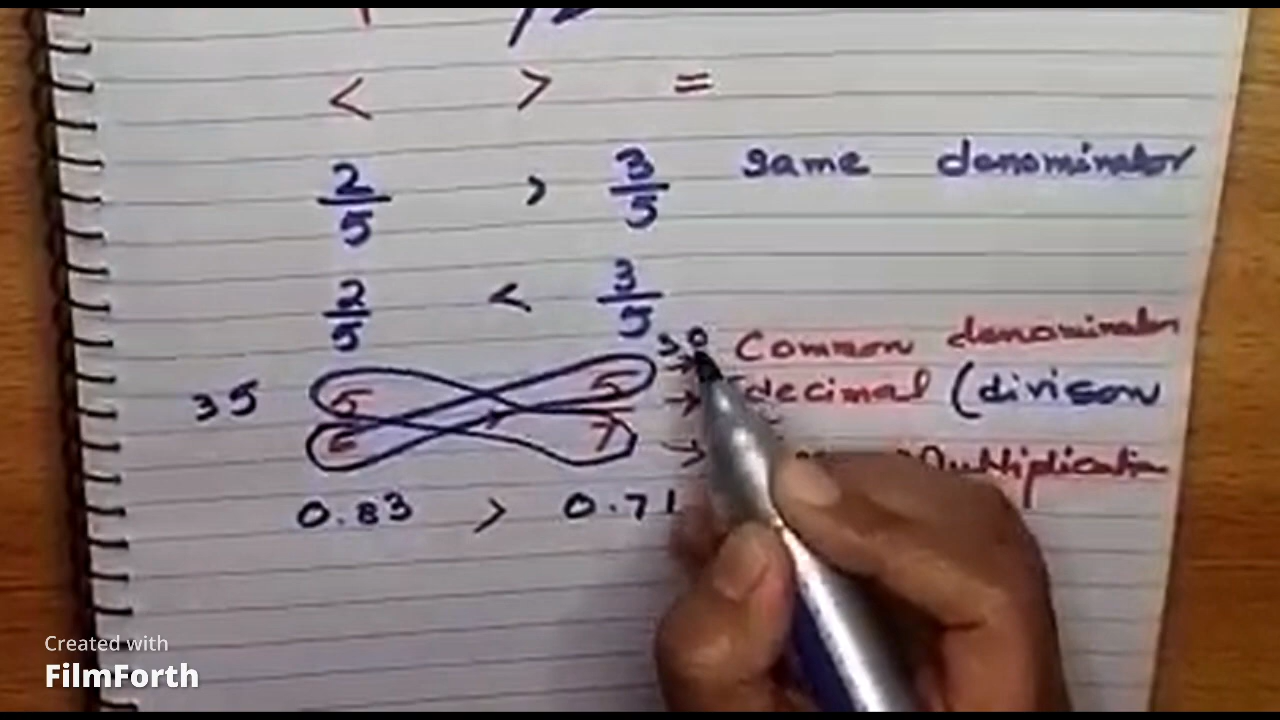 < > =
2/5 > 3/5 same denominator
2/5 < 3/5
30 Common denominator
35 5/6 5/7 decimal (divison
Multiplication
0.83 > 0.71
Created with
FilmForth